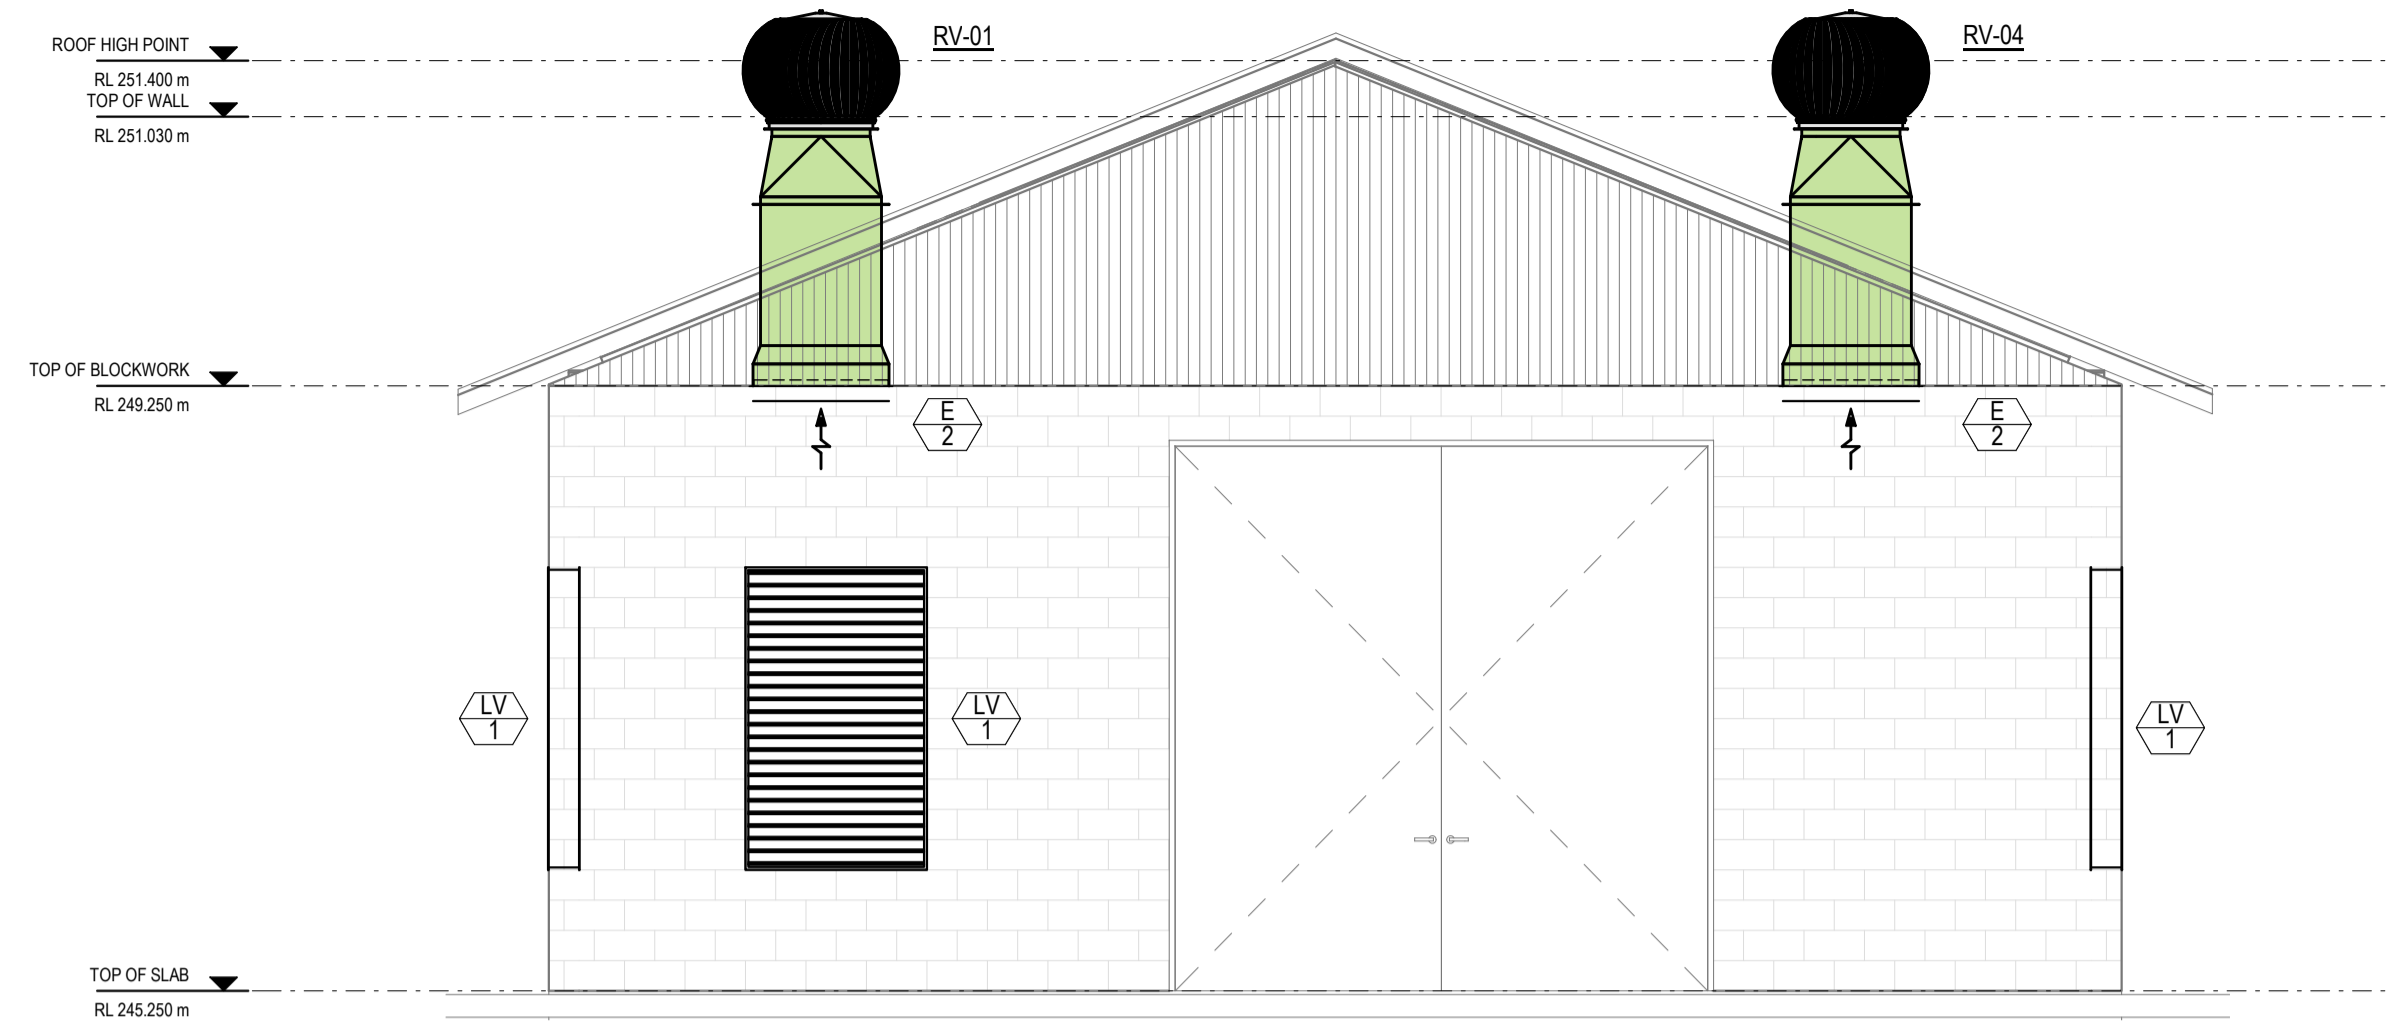 ROOF HIGH POINT
RL 251.400 m
TOP OF WALL
RL 251.030 m
RV-01
RV-04
TOP OF BLOCKWORK
RL 249.250 m
E
2
E
2
LV
1
LV
1
LV
1
TOP OF SLAB
RL 245.250 m